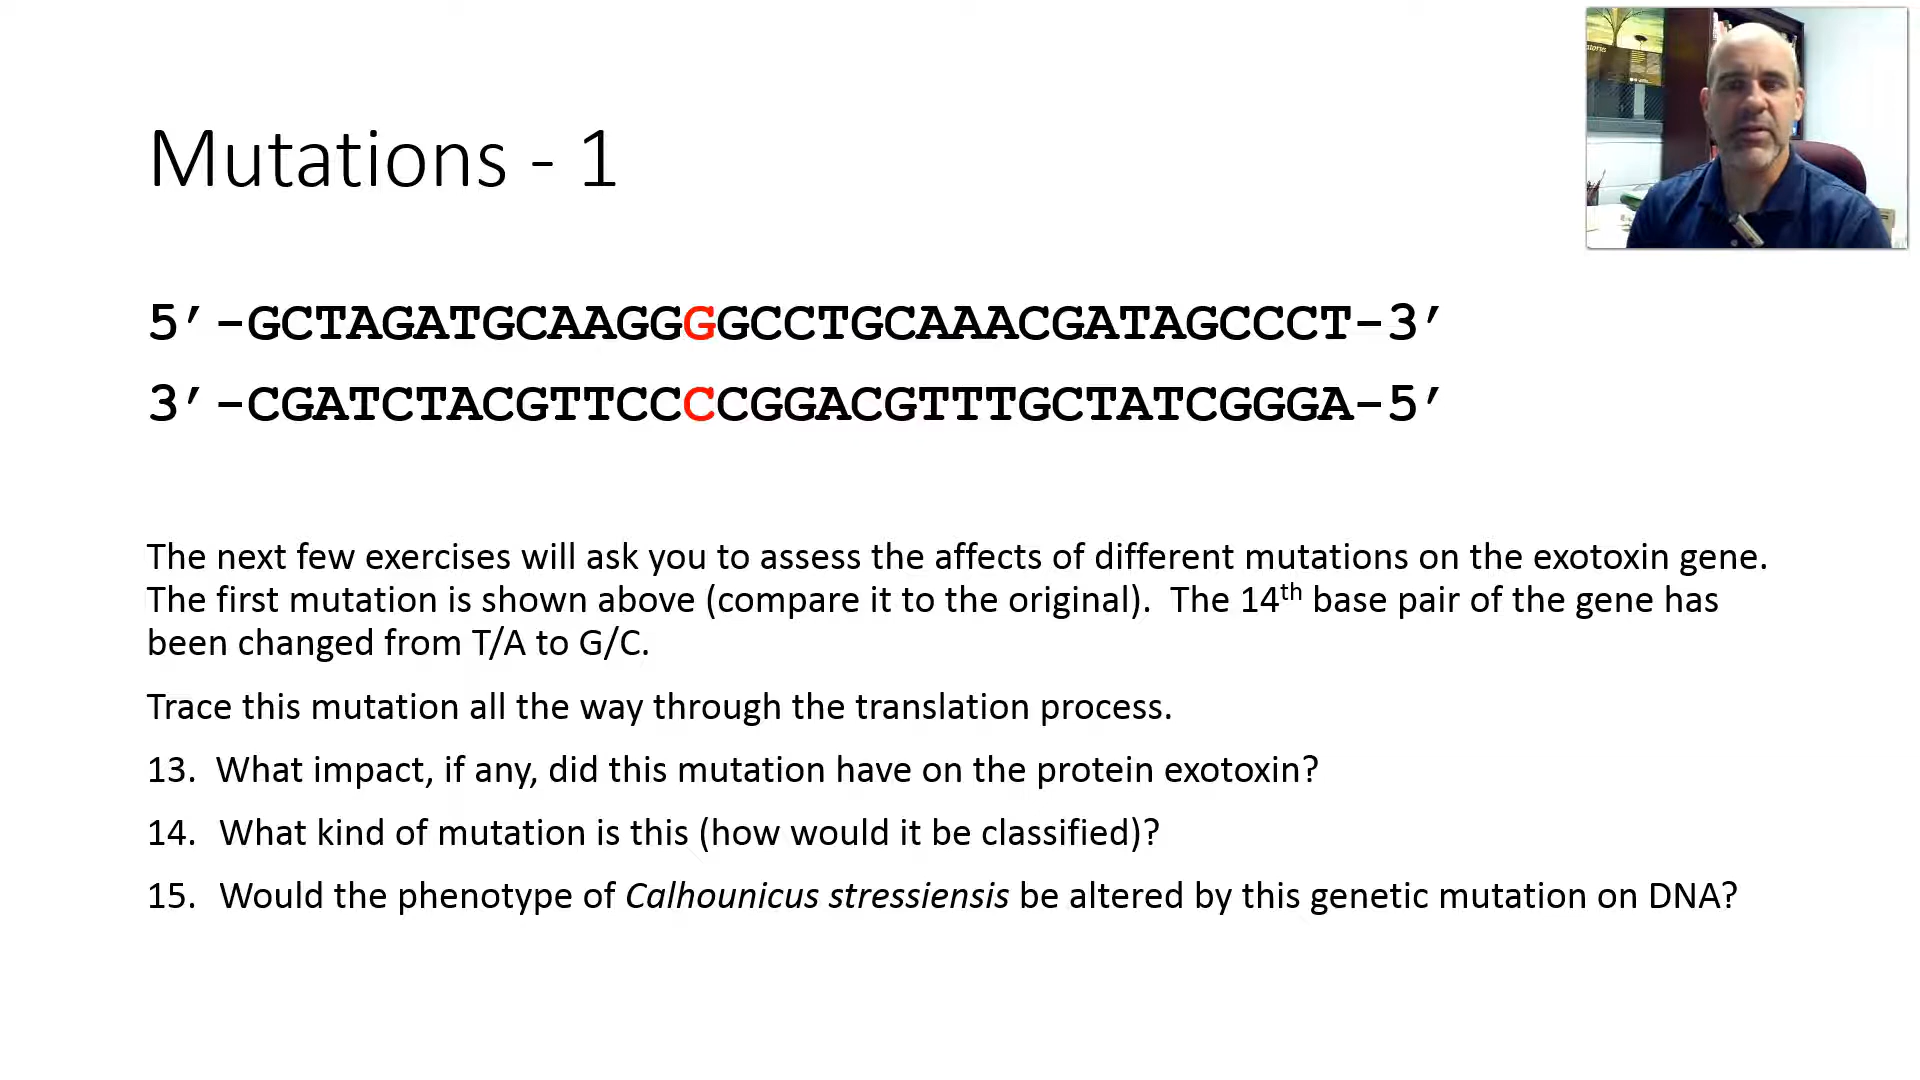 Mutations - 1
5’-GCTAGATGCAAGGGGCCTGCAAACGATAGCCCT-3’
3’-CGATCTACGTTCCCCGGACGTTTGCTATCGGGA-5’
The next few exercises will ask you to assess the affects of different mutations on the exotoxin gene.
The first mutation is shown above (compare it to the original).  The 14th base pair of the gene has
been changed from T/A to G/C.
Trace this mutation all the way through the translation process.
13.  What impact, if any, did this mutation have on the protein exotoxin?
14.  What kind of mutation is this (how would it be classified)?
15.  Would the phenotype of Calhounicus stressiensis be altered by this genetic mutation on DNA?